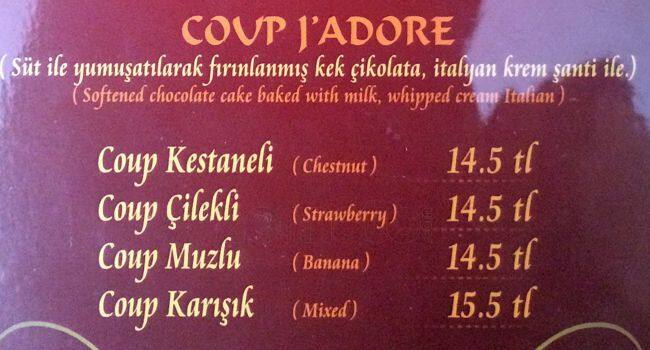 COUP J'ADORE
( Süt ile yumuşatılarak fırınlanmış kek çikolata, italyan krem şanti ile.)
( Softened chocolate cake baked with milk, whipped cream Italian )
Coup Kestaneli ( Chestnut ) 14.5 tl
Coup Çilekli ( Strawberry ) 14.5 tl
Coup Muzlu ( Banana ) 14.5 tl
Coup Karışık ( Mixed ) 15.5 tl